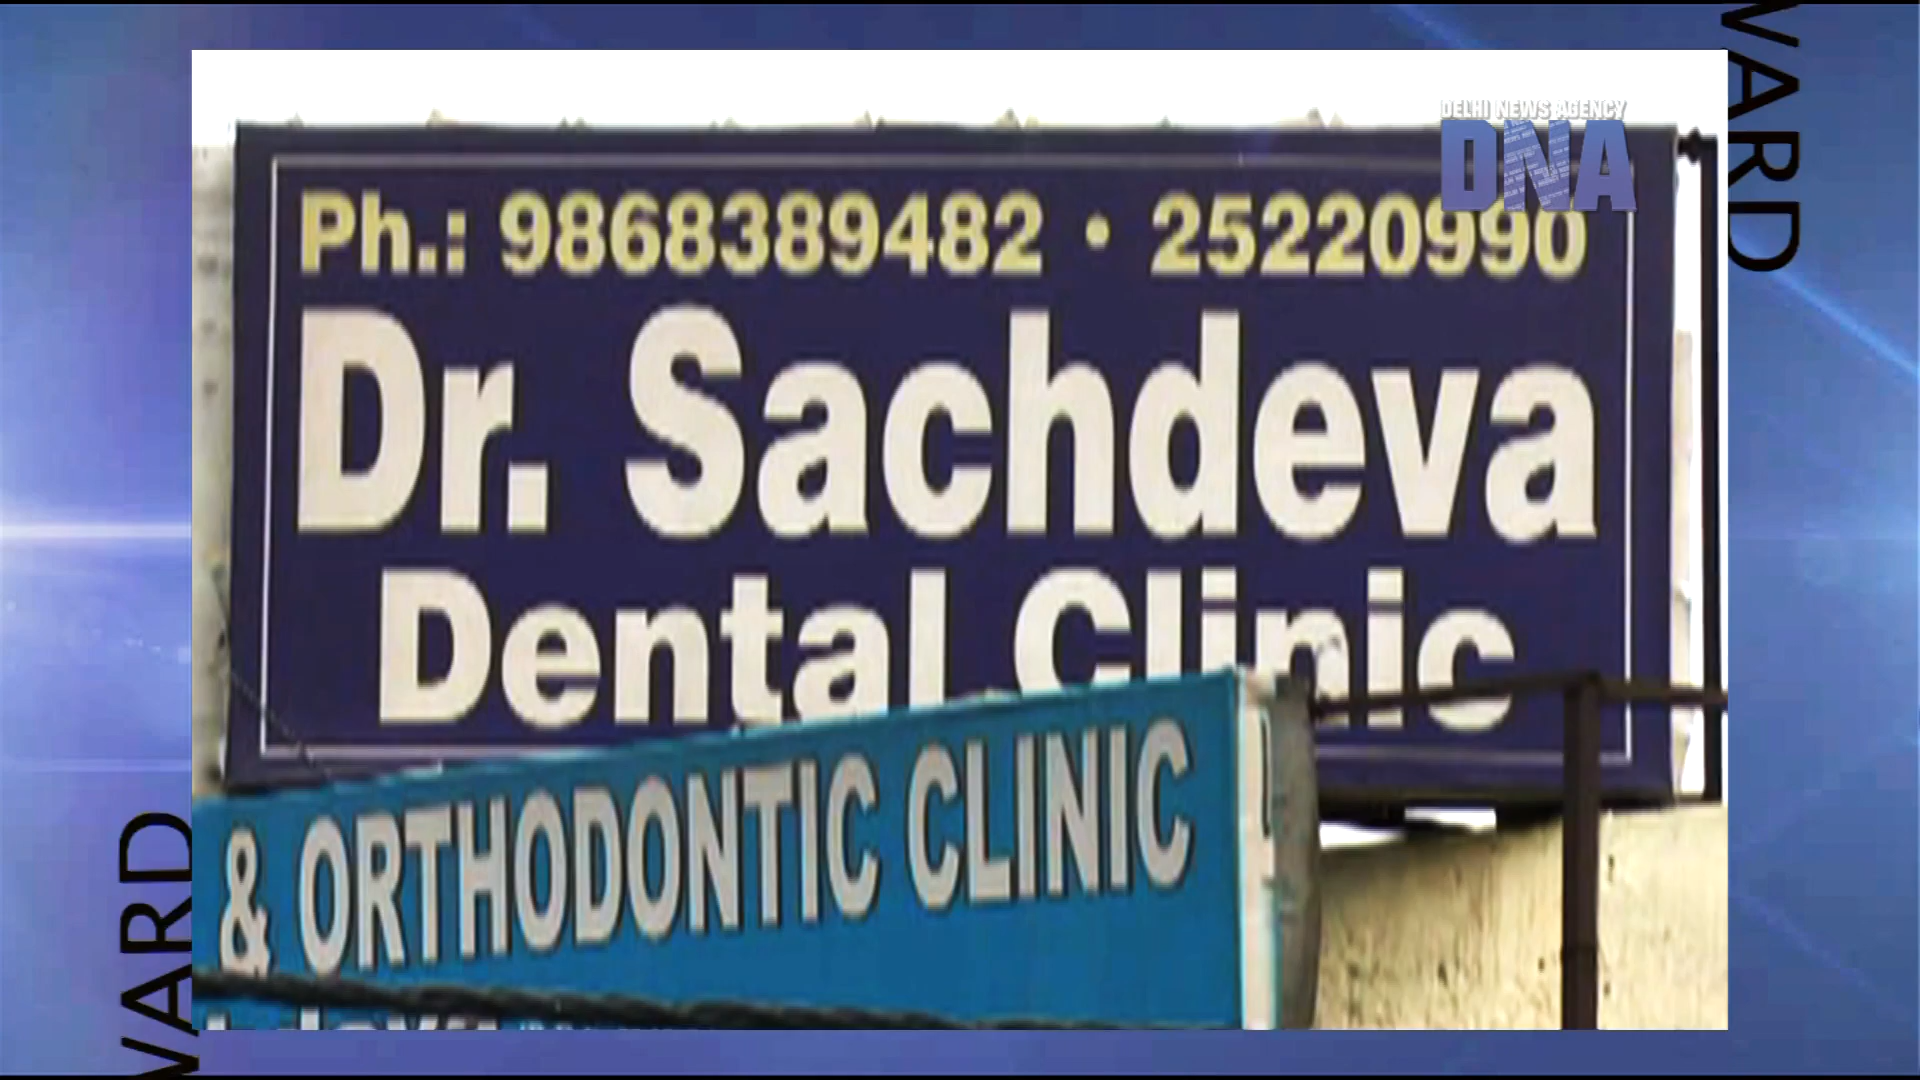 DELHI NEWS AGENCY
DNA
Ph.: 9868389482 • 25220990
Dr. Sachdeva
Dental Clinic
& ORTHODONTIC CLINIC
WARD
WARD